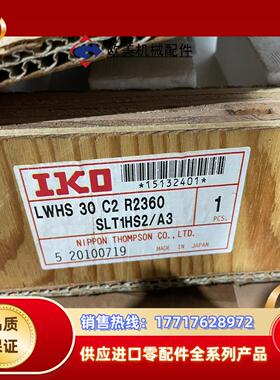 欧美机械配件
IKO
*15132401*
LWHS 30 C2 R2360
SLT1HS2/A3
1
PCS.
NIPPON THOMPSON CO., LTD.
5 20100719
MADE IN JAPAN
品质
保证
销售热线：17717628972
供应进口零配件全系列产品